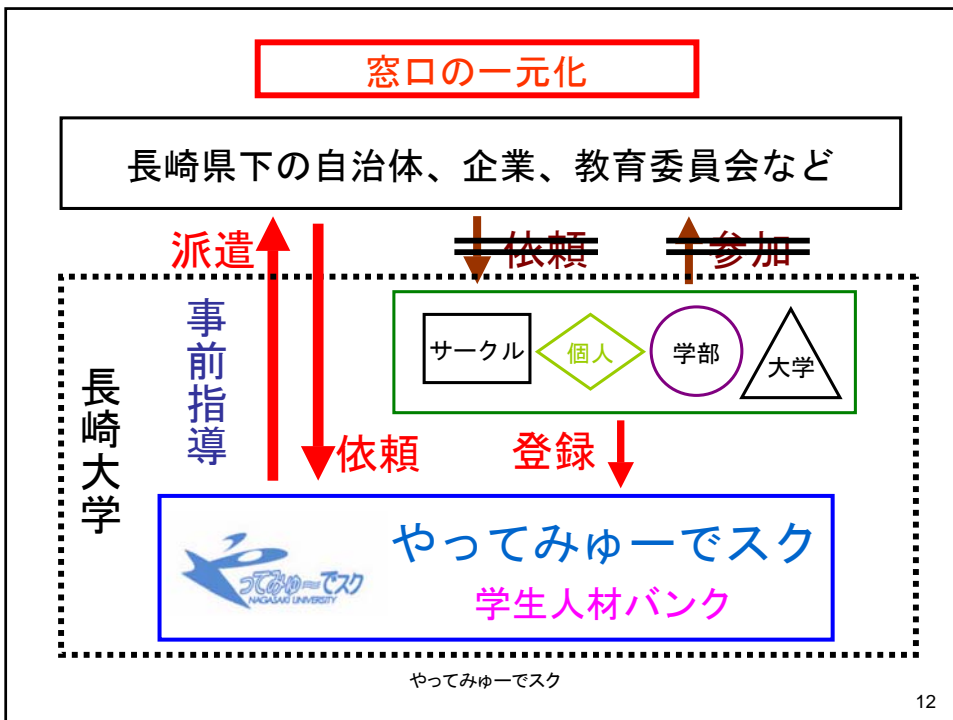 窓口の一元化
長崎県下の自治体、企業、教育委員会など
派遣
依頼
参加
事前指導
サークル
個人
学部
大学
長崎大学
依頼
登録
やってみゅーでスク
学生人材バンク
やってみゅーでスク
NAGASAKI UNIVERSITY
やってみゅーでスク
12